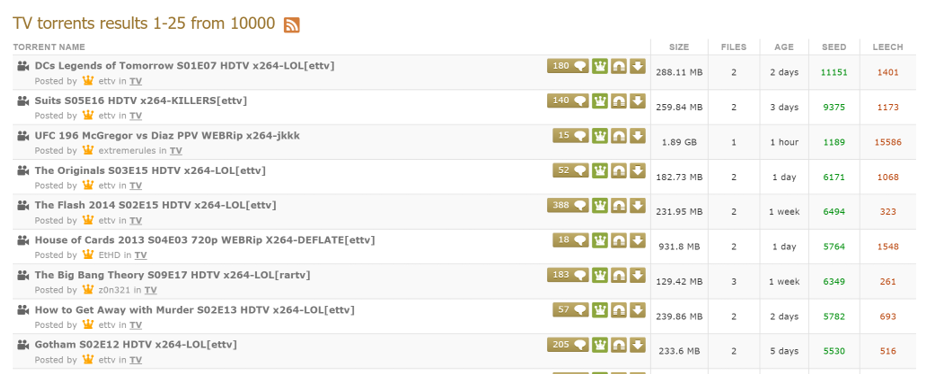 TV torrents results 1-25 from 10000
TORRENT NAME SIZE FILES AGE SEED LEECH
DCs Legends of Tomorrow S01E07 HDTV x264-LOL[ettv] 180 288.11 MB 2 2 days 11151 1401
Posted by ettv in TV
Suits S05E16 HDTV x264-KILLERS[ettv] 140 259.84 MB 2 3 days 9375 1173
Posted by ettv in TV
UFC 196 McGregor vs Diaz PPV WEBRip x264-jkkk 15 1.89 GB 1 1 hour 1189 15586
Posted by extremerules in TV
The Originals S03E15 HDTV x264-LOL[ettv] 52 182.73 MB 2 1 day 6171 1068
Posted by ettv in TV
The Flash 2014 S02E15 HDTV x264-LOL[ettv] 388 231.95 MB 2 1 week 6494 323
Posted by ettv in TV
House of Cards 2013 S04E03 720p WEBRip X264-DEFLATE[ettv] 18 931.8 MB 2 1 day 5764 1548
Posted by EtHD in TV
The Big Bang Theory S09E17 HDTV x264-LOL[rartv] 183 129.42 MB 3 1 week 6349 261
Posted by z0n321 in TV
How to Get Away with Murder S02E13 HDTV x264-LOL[ettv] 57 239.86 MB 2 2 days 5782 693
Posted by ettv in TV
Gotham S02E12 HDTV x264-LOL[ettv] 205 233.6 MB 2 5 days 5530 516
Posted by ettv in TV